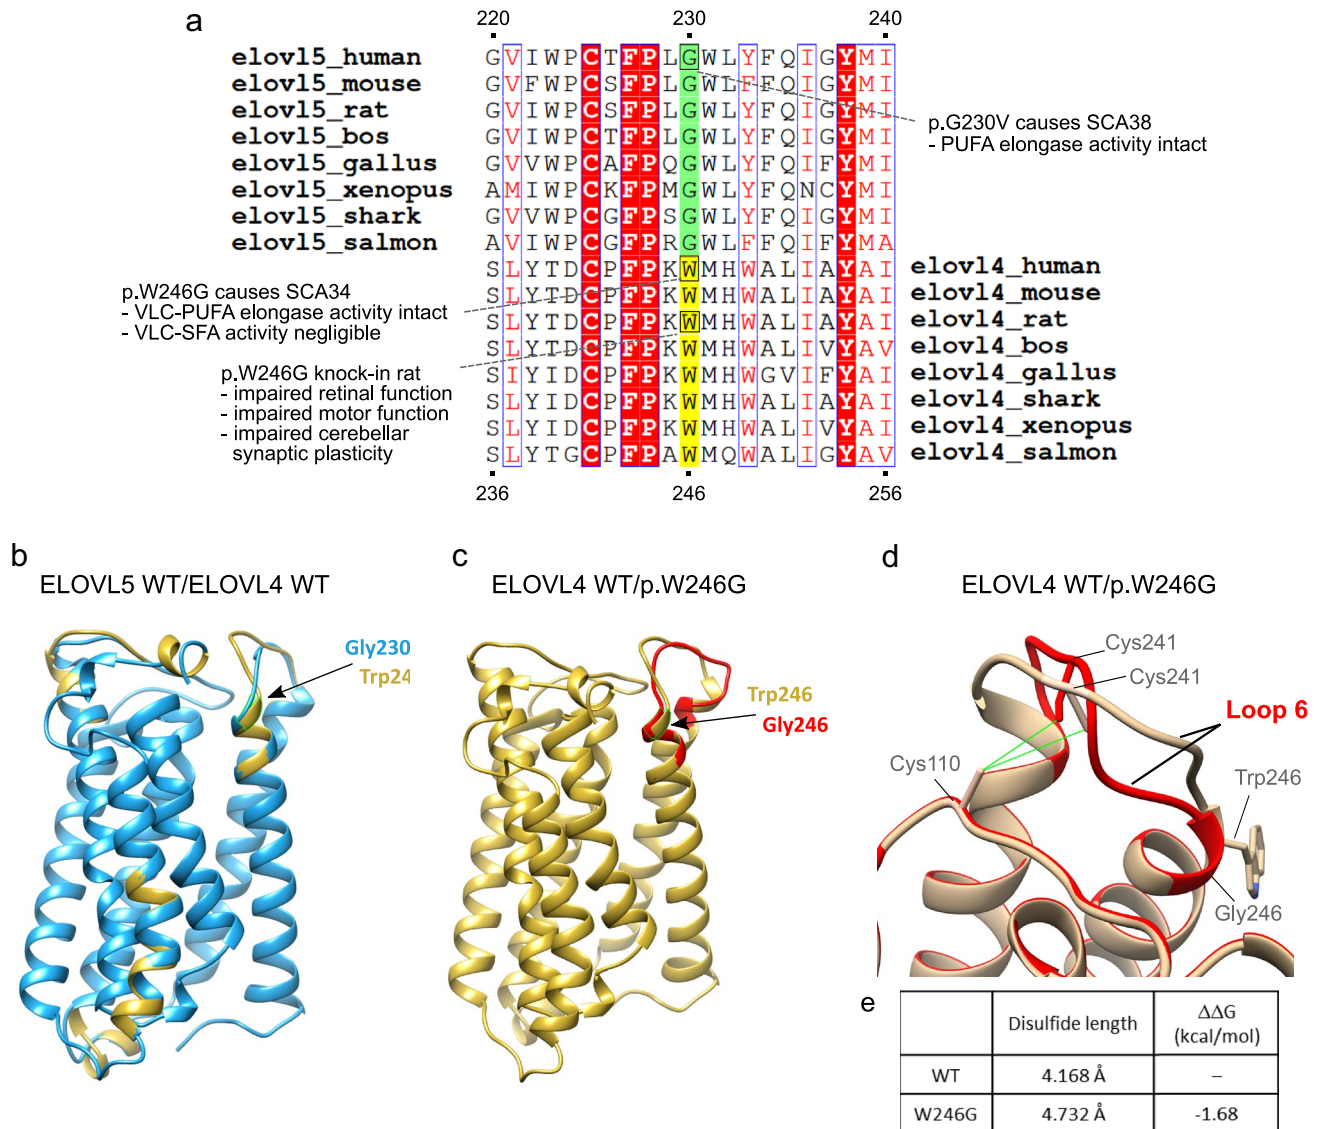 a
220 230 240
elovl5_human GVIWPCTFPLGWLYFQIGYMI
elovl5_mouse GVFWPCSFPLGWLFFQIGYMI
elovl5_rat GVIWPCSFPLGWLYFQIGYMI
elovl5_bos GVIWPCTFPLGWLYFQIGYMI
elovl5_gallus GVVWPCAFPQGWLYFQIFYMI
elovl5_xenopus AMIWPCKFPMGWLYFQNCYMI
elovl5_shark GVVWPCGFPSGWLYFQIGYMI
elovl5_salmon AVIWPCGFPRGWLFFQIFYMA
SLYTDCPFPKWMHWALIAYAI elovl4_human
SLYTDCPFPKWMHWALIAYAI elovl4_mouse
SLYTDCPFPKWMHWALIAYAI elovl4_rat
SLYTDCPFPKWMHWALIVYAV elovl4_bos
SIYIDCPFPKWMHWGVIFYAI elovl4_gallus
SLYIDCPFPKWMHWALIAYAI elovl4_shark
SLYIDCPFPKWMHWALIVYAI elovl4_xenopus
SLYTGCPFPAWMQWALIGYAV elovl4_salmon
236 246 256
p.G230V causes SCA38
- PUFA elongase activity intact
p.W246G causes SCA34
- VLC-PUFA elongase activity intact
- VLC-SFA activity negligible
p.W246G knock-in rat
- impaired retinal function
- impaired motor function
- impaired cerebellar
synaptic plasticity
b
ELOVL5 WT/ELOVL4 WT
Gly230
Trp24
c
ELOVL4 WT/p.W246G
Trp246
Gly246
d
ELOVL4 WT/p.W246G
Cys241
Cys241
Loop 6
Cys110
Trp246
Gly246
e
Disulfide length ΔΔG
(kcal/mol)
WT 4.168 Å –
W246G 4.732 Å -1.68